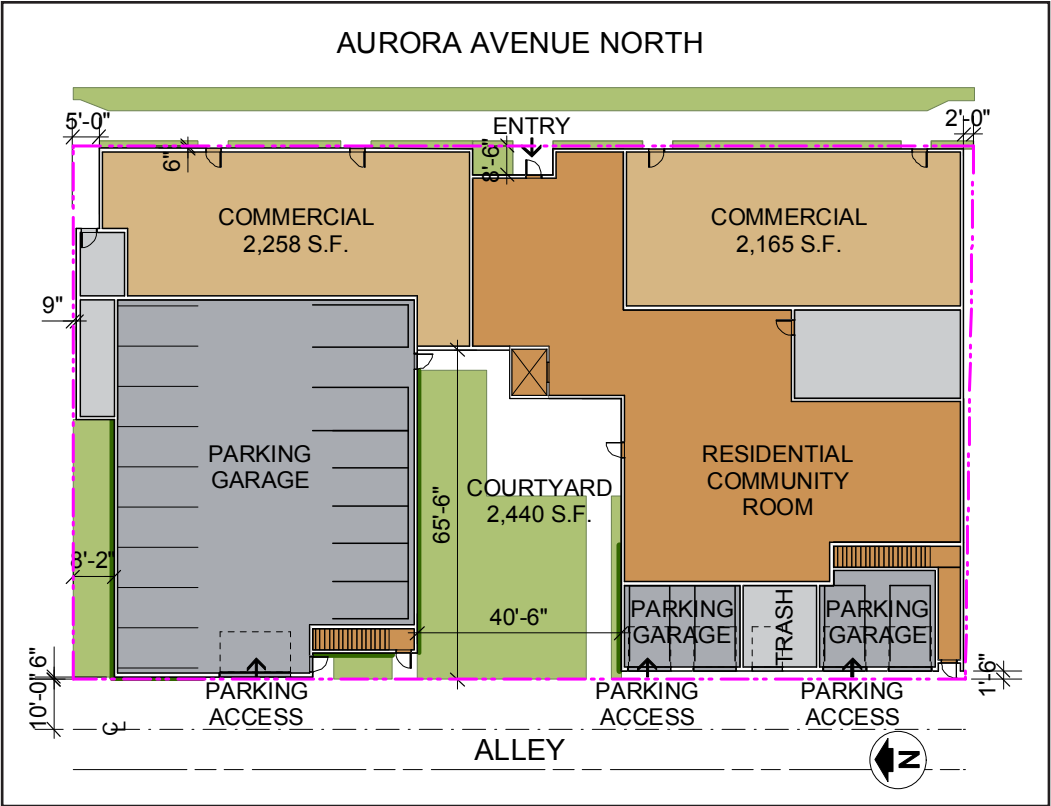 AURORA AVENUE NORTH
5'-0"
ENTRY
2'-0"
6"
8'-6"
COMMERCIAL
2,258 S.F.
COMMERCIAL
2,165 S.F.
9"
PARKING
GARAGE
RESIDENTIAL
COMMUNITY
ROOM
COURTYARD
2,440 S.F.
65'-6"
8'-2"
40'-6"
PARKING
GARAGE
TRASH
PARKING
GARAGE
6"
10'-0"
1'-6"
PARKING
ACCESS
PARKING
ACCESS
PARKING
ACCESS
CL
ALLEY
N